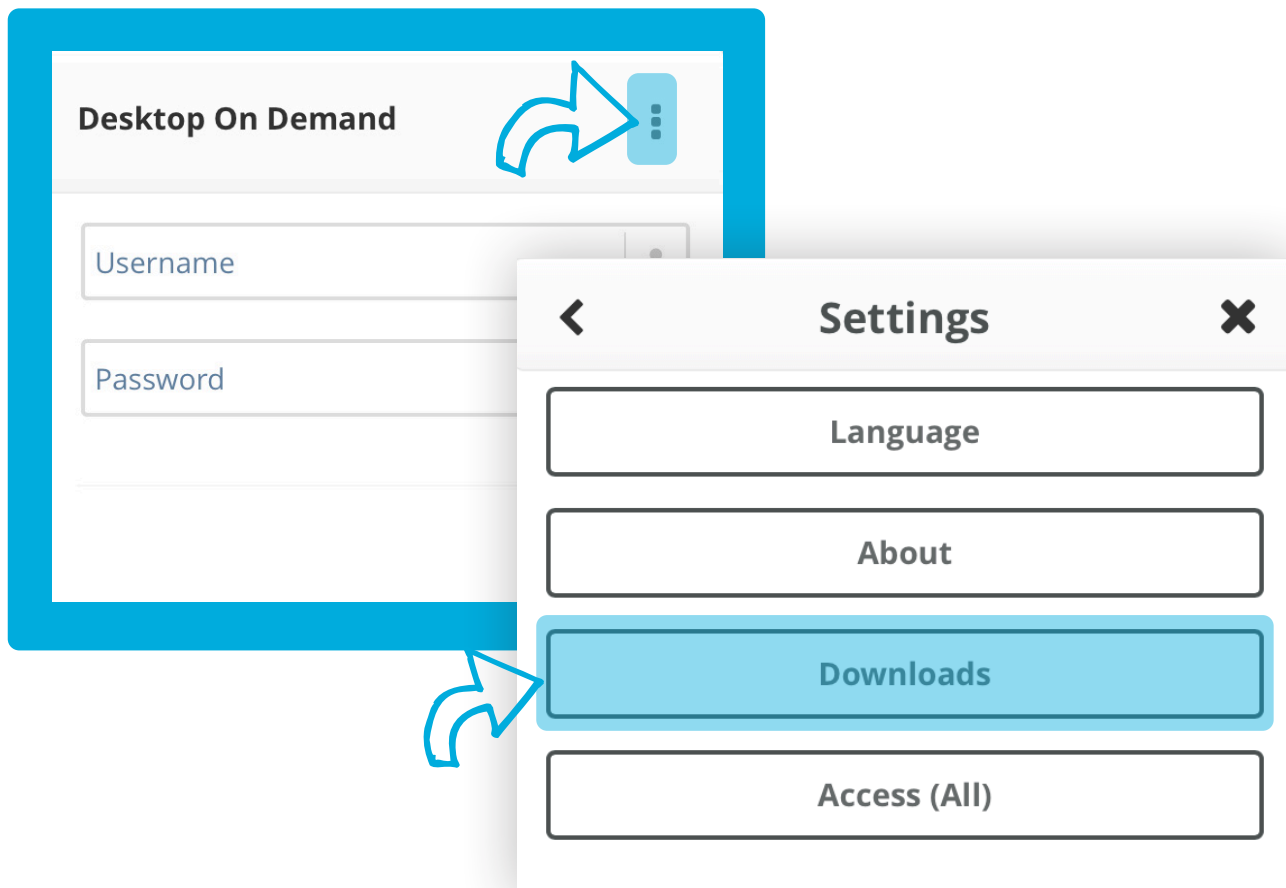 Desktop On Demand
Username
Password
Settings
Language
About
Downloads
Access (All)